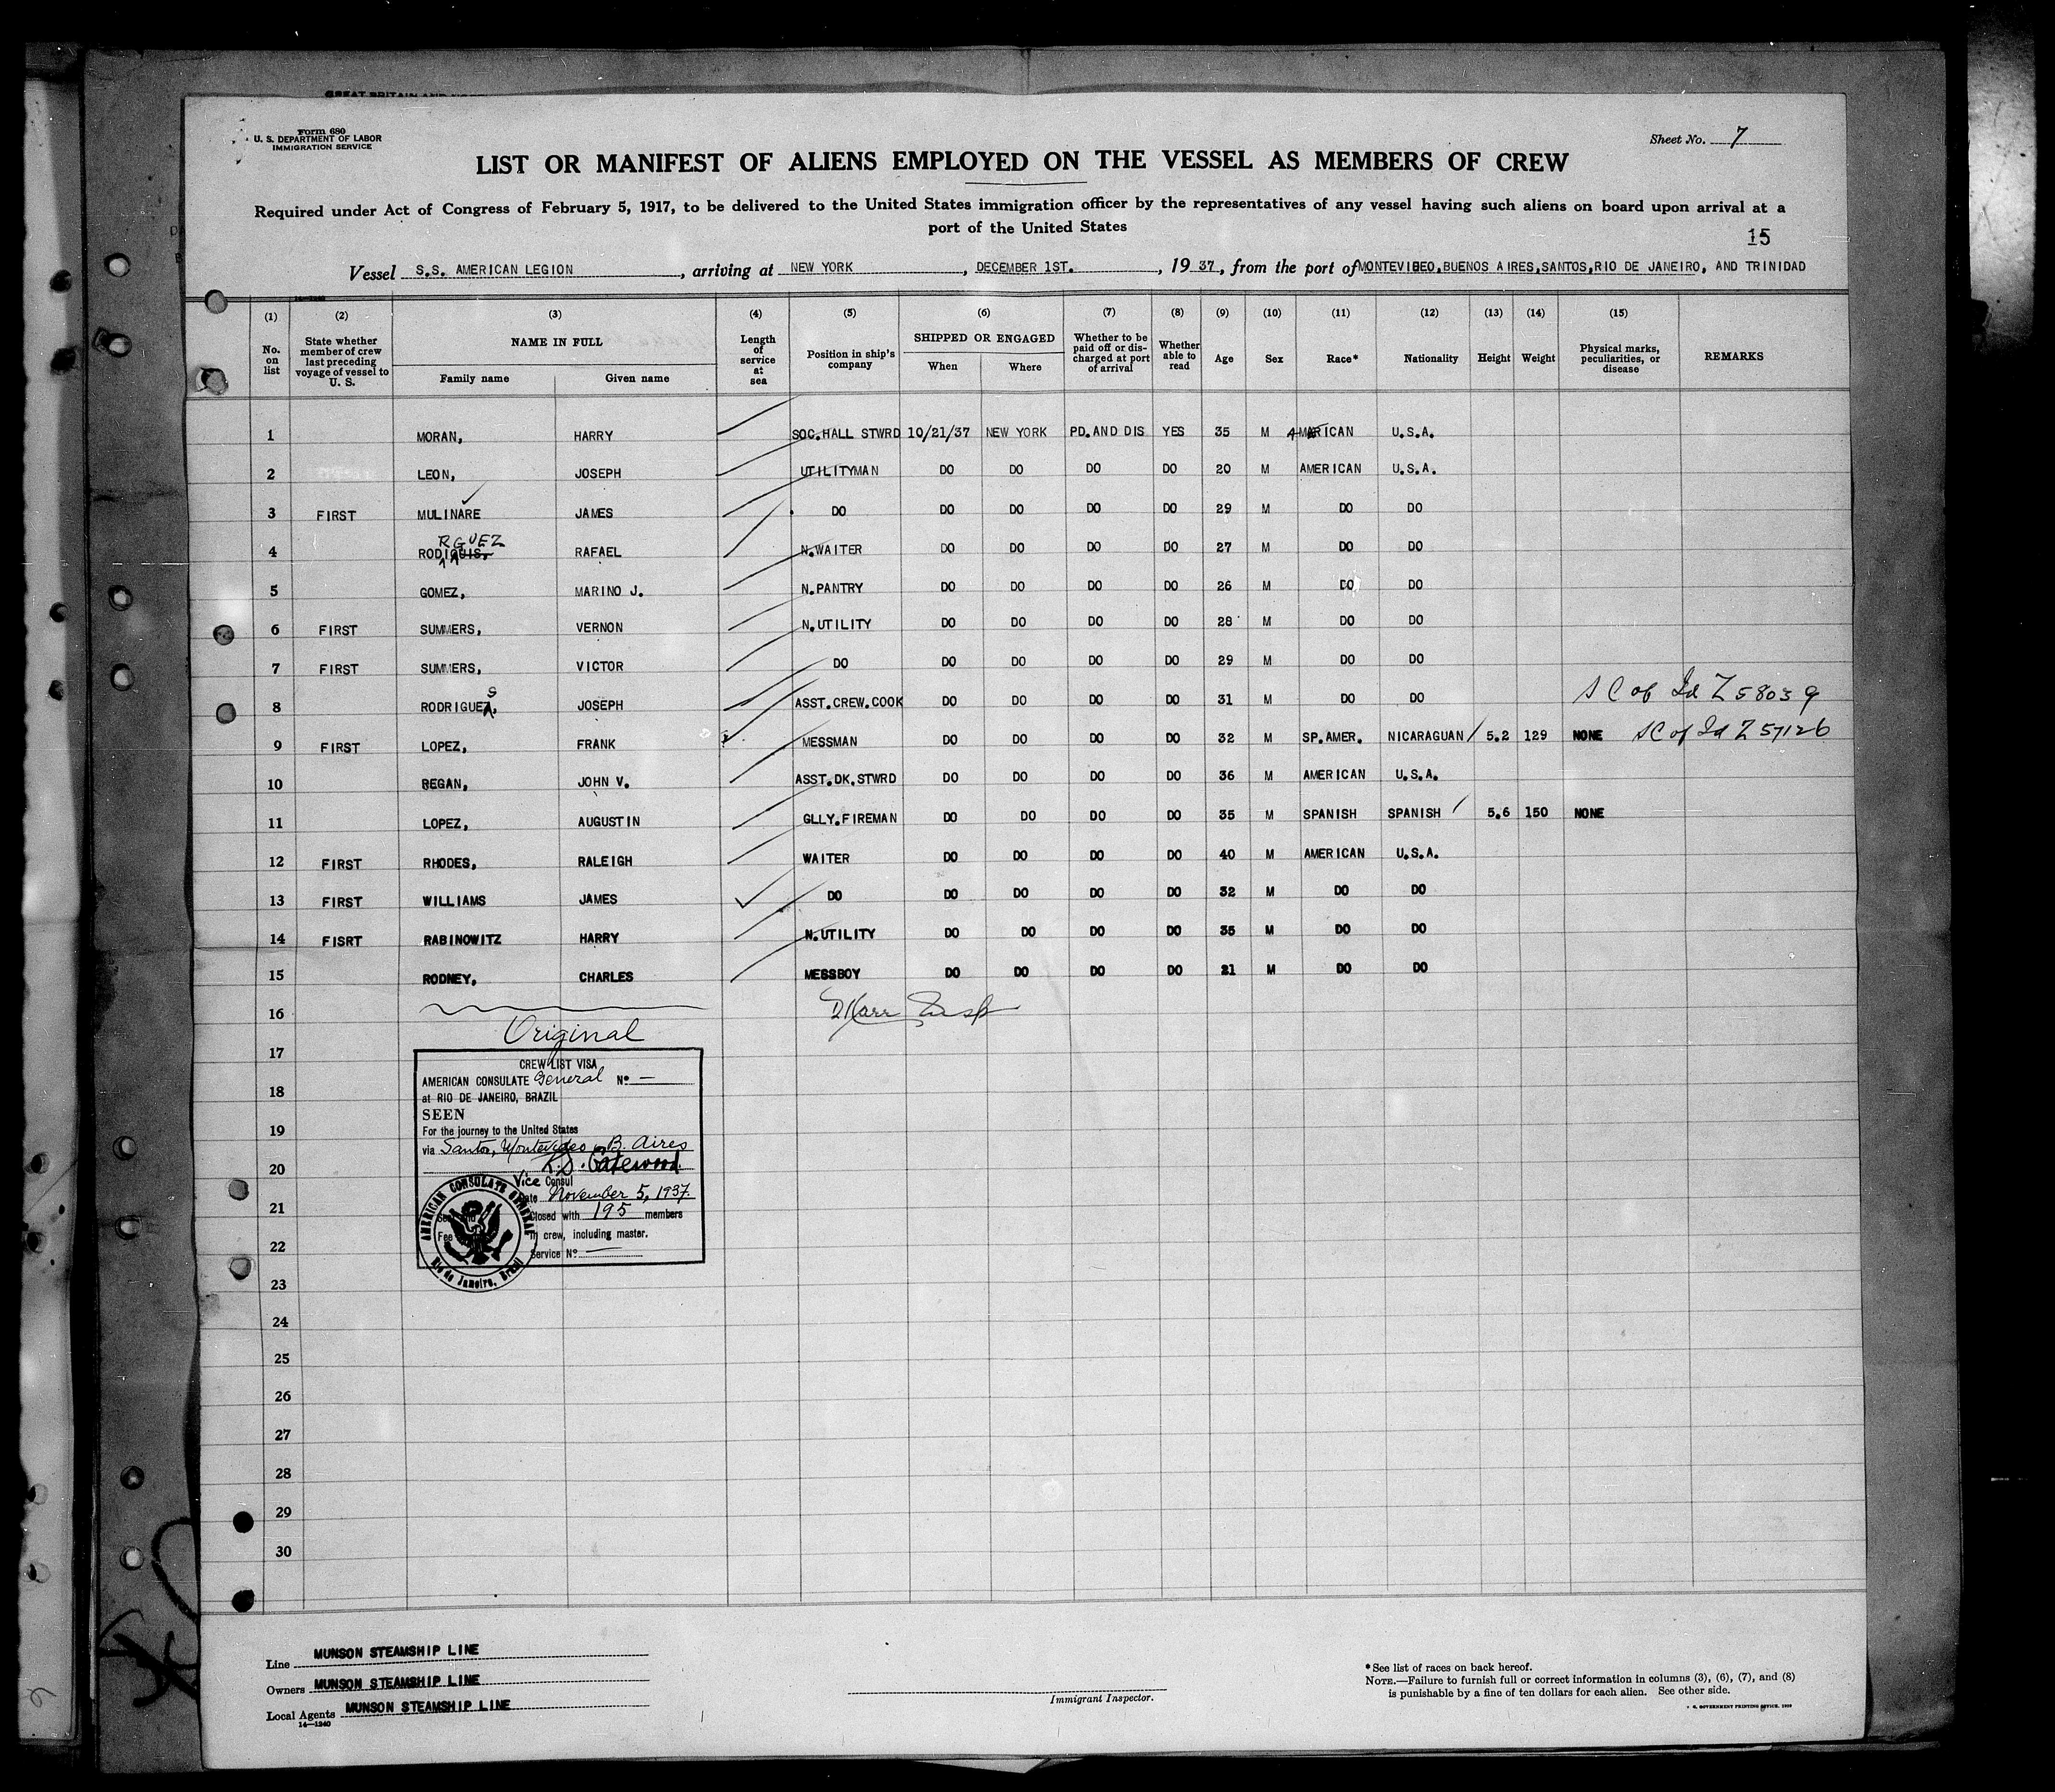 Form 680
U. S. DEPARTMENT OF LABOR
IMMIGRATION SERVICE
Sheet No. 7
LIST OR MANIFEST OF ALIENS EMPLOYED ON THE VESSEL AS MEMBERS OF CREW
Required under Act of Congress of February 5, 1917, to be delivered to the United States immigration officer by the representatives of any vessel having such aliens on board upon arrival at a
port of the United States
15
Vessel S.S. AMERICAN LEGION, arriving at NEW YORK, DECEMBER 1ST., 1937, from the port of MONTEVIDEO,BUENOS AIRES,SANTOS,RIO DE JANEIRO, AND TRINIDAD
(1) No. on list
(2) State whether member of crew last preceding voyage of vessel to U. S.
(3) NAME IN FULL Family name Given name
(4) Length of service at sea
(5) Position in ship's company
(6) SHIPPED OR ENGAGED When Where
(7) Whether to be paid off or discharged at port of arrival
(8) Whether able to read
(9) Age
(10) Sex
(11) Race*
(12) Nationality
(13) Height
(14) Weight
(15) Physical marks, peculiarities, or disease
REMARKS
1 MORAN, HARRY SOC.HALL STWRD 10/21/37 NEW YORK PD. AND DIS YES 35 M AMERICAN U.S.A.
2 LEON, JOSEPH UTILITYMAN DO DO DO DO 20 M AMERICAN U.S.A.
3 FIRST MULINARE JAMES DO DO DO DO DO 29 M DO DO
R GUEZ
4 RODIQUIS, RAFAEL N.WAITER DO DO DO DO 27 M DO DO
5 GOMEZ, MARINO J. N.PANTRY DO DO DO DO 26 M DO DO
6 FIRST SUMMERS, VERNON N.UTILITY DO DO DO DO 28 M DO DO
7 FIRST SUMMERS, VICTOR DO DO DO DO DO 29 M DO DO
S
8 RODRIGUEZ, JOSEPH ASST.CREW.COOK DO DO DO DO 31 M DO DO S C of Id Z 58039
9 FIRST LOPEZ, FRANK MESSMAN DO DO DO DO 32 M SP.AMER. NICARAGUAN 5.2 129 NONE SC of Id Z 57126
10 REGAN, JOHN V. ASST.DK.STWRD DO DO DO DO 36 M AMERICAN U.S.A.
11 LOPEZ, AUGUSTIN GLLY.FIREMAN DO DO DO DO 35 M SPANISH SPANISH 5.6 150 NONE
12 FIRST RHODES, RALEIGH WAITER DO DO DO DO 40 M AMERICAN U.S.A.
13 FIRST WILLIAMS JAMES DO DO DO DO DO 32 M DO DO
14 FISRT RABINOWITZ HARRY N.UTILITY DO DO DO DO 35 M DO DO
15 RODNEY, CHARLES MESSBOY DO DO DO DO 21 M DO DO
16
Original
17
18
19
20
21
22
23
24
25
26
27
28
29
30
CREW LIST VISA
AMERICAN CONSULATE General No —
at RIO DE JANEIRO, BRAZIL
SEEN
For the journey to the United States
via Santos, Montevideo, B. Aires
Gatewood
Vice Consul
Date November 5, 1937.
Closed with 195 members
Fee in crew, including master.
Service No —
AMERICAN CONSULATE GENERAL
Rio de Janeiro, Brazil
Line MUNSON STEAMSHIP LINE
Owners MUNSON STEAMSHIP LINE
Local Agents MUNSON STEAMSHIP LINE
14—1240
Immigrant Inspector.
* See list of races on back hereof.
NOTE.—Failure to furnish full or correct information in columns (3), (6), (7), and (8)
is punishable by a fine of ten dollars for each alien. See other side.